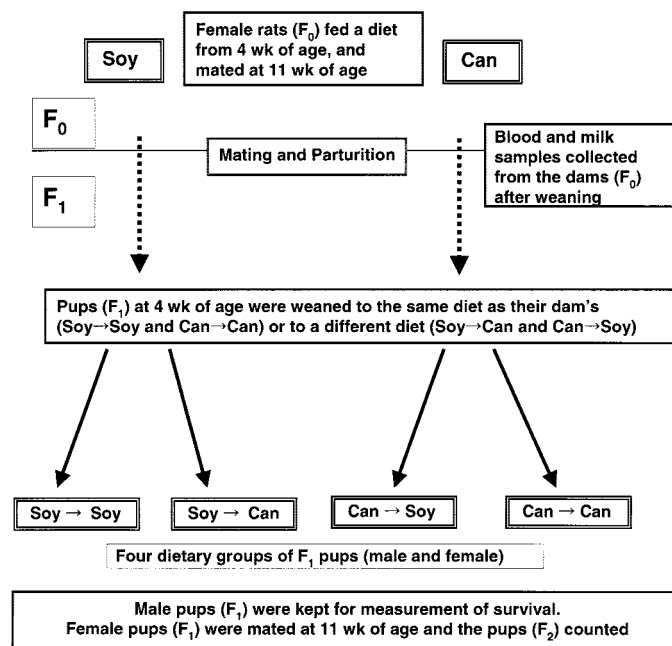 Female rats (F₀) fed a diet
from 4 wk of age, and
mated at 11 wk of age
Soy
Can
F₀
Mating and Parturition
Blood and milk
samples collected
from the dams (F₀)
after weaning
F₁
Pups (F₁) at 4 wk of age were weaned to the same diet as their dam's
(Soy→Soy and Can→Can) or to a different diet (Soy→Can and Can→Soy)
Soy → Soy
Soy → Can
Can → Soy
Can → Can
Four dietary groups of F₁ pups (male and female)
Male pups (F₁) were kept for measurement of survival.
Female pups (F₁) were mated at 11 wk of age and the pups (F₂) counted